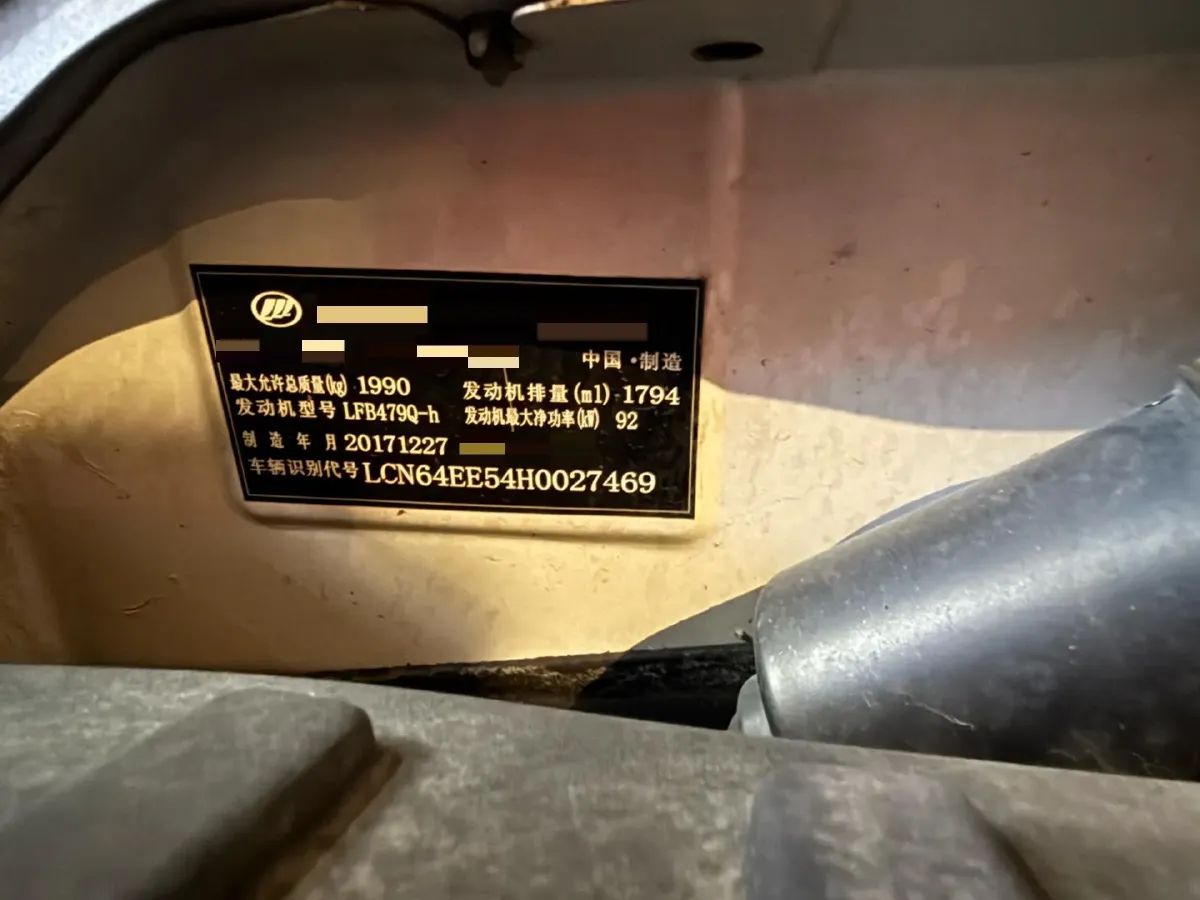 中国·制造
最大允许总质量(kg) 1990 发动机排量(ml) 1794
发动机型号 LFB479Q-h 发动机最大净功率(kW) 92
制造年月 20171227
车辆识别代号 LCN64EE54H0027469